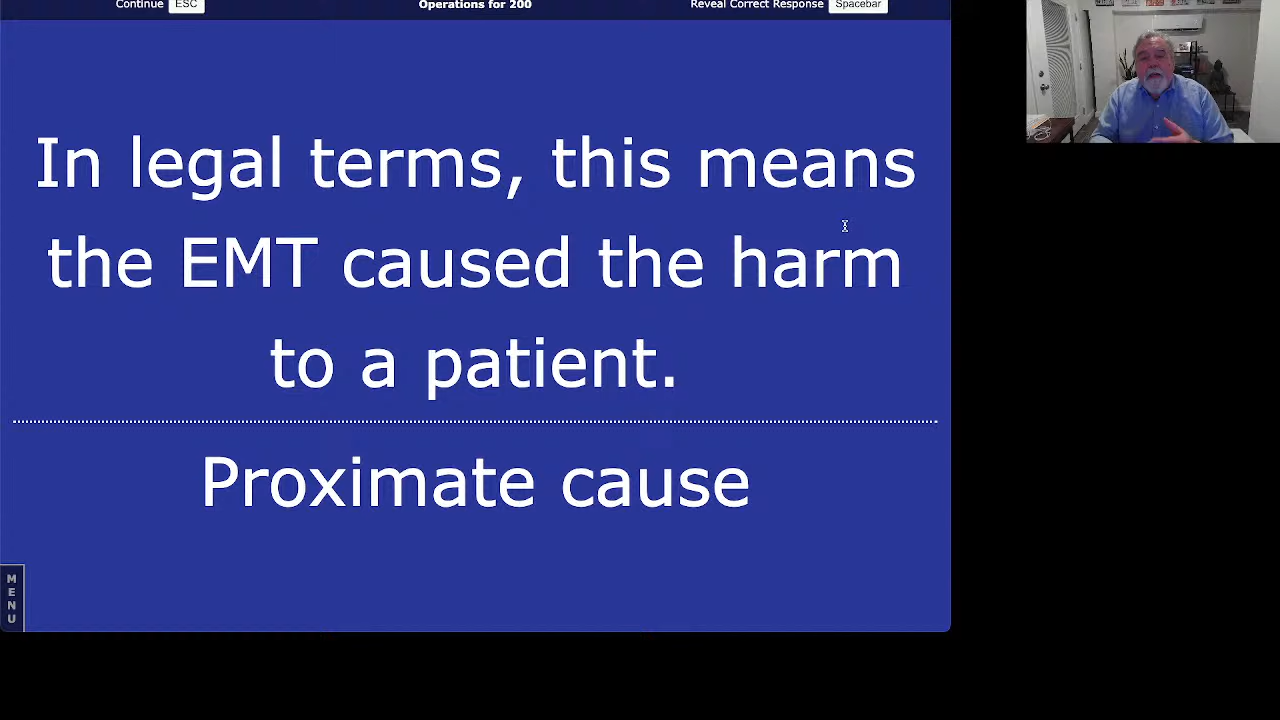 Continue ESC Operations for 200 Reveal Correct Response Spacebar
In legal terms, this means
the EMT caused the harm
to a patient.
Proximate cause
MENU